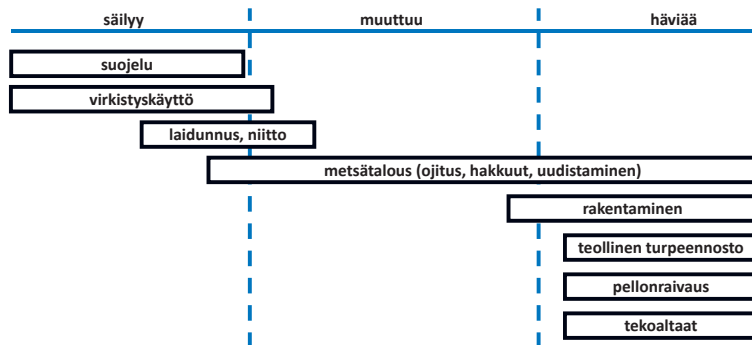 säilyy muuttuu häviää
suojelu
virkistyskäyttö
laidunnus, niitto
metsätalous (ojitus, hakkuut, uudistaminen)
rakentaminen
teollinen turpeennosto
pellonraivaus
tekoaltaat